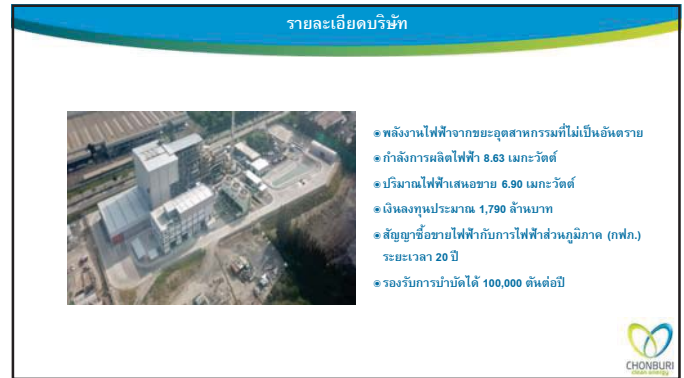 รายละเอียดบริษัท
๏ พลังงานไฟฟ้าจากขยะอุตสาหกรรมที่ไม่เป็นอันตราย
๏ กำลังการผลิตไฟฟ้า 8.63 เมกะวัตต์
๏ ปริมาณไฟฟ้าเสนอขาย 6.90 เมกะวัตต์
๏ เงินลงทุนประมาณ 1,790 ล้านบาท
๏ สัญญาซื้อขายไฟฟ้ากับการไฟฟ้าส่วนภูมิภาค (กฟภ.)
ระยะเวลา 20 ปี
๏ รองรับการบำบัดได้ 100,000 ตันต่อปี
CHONBURI
clean energy